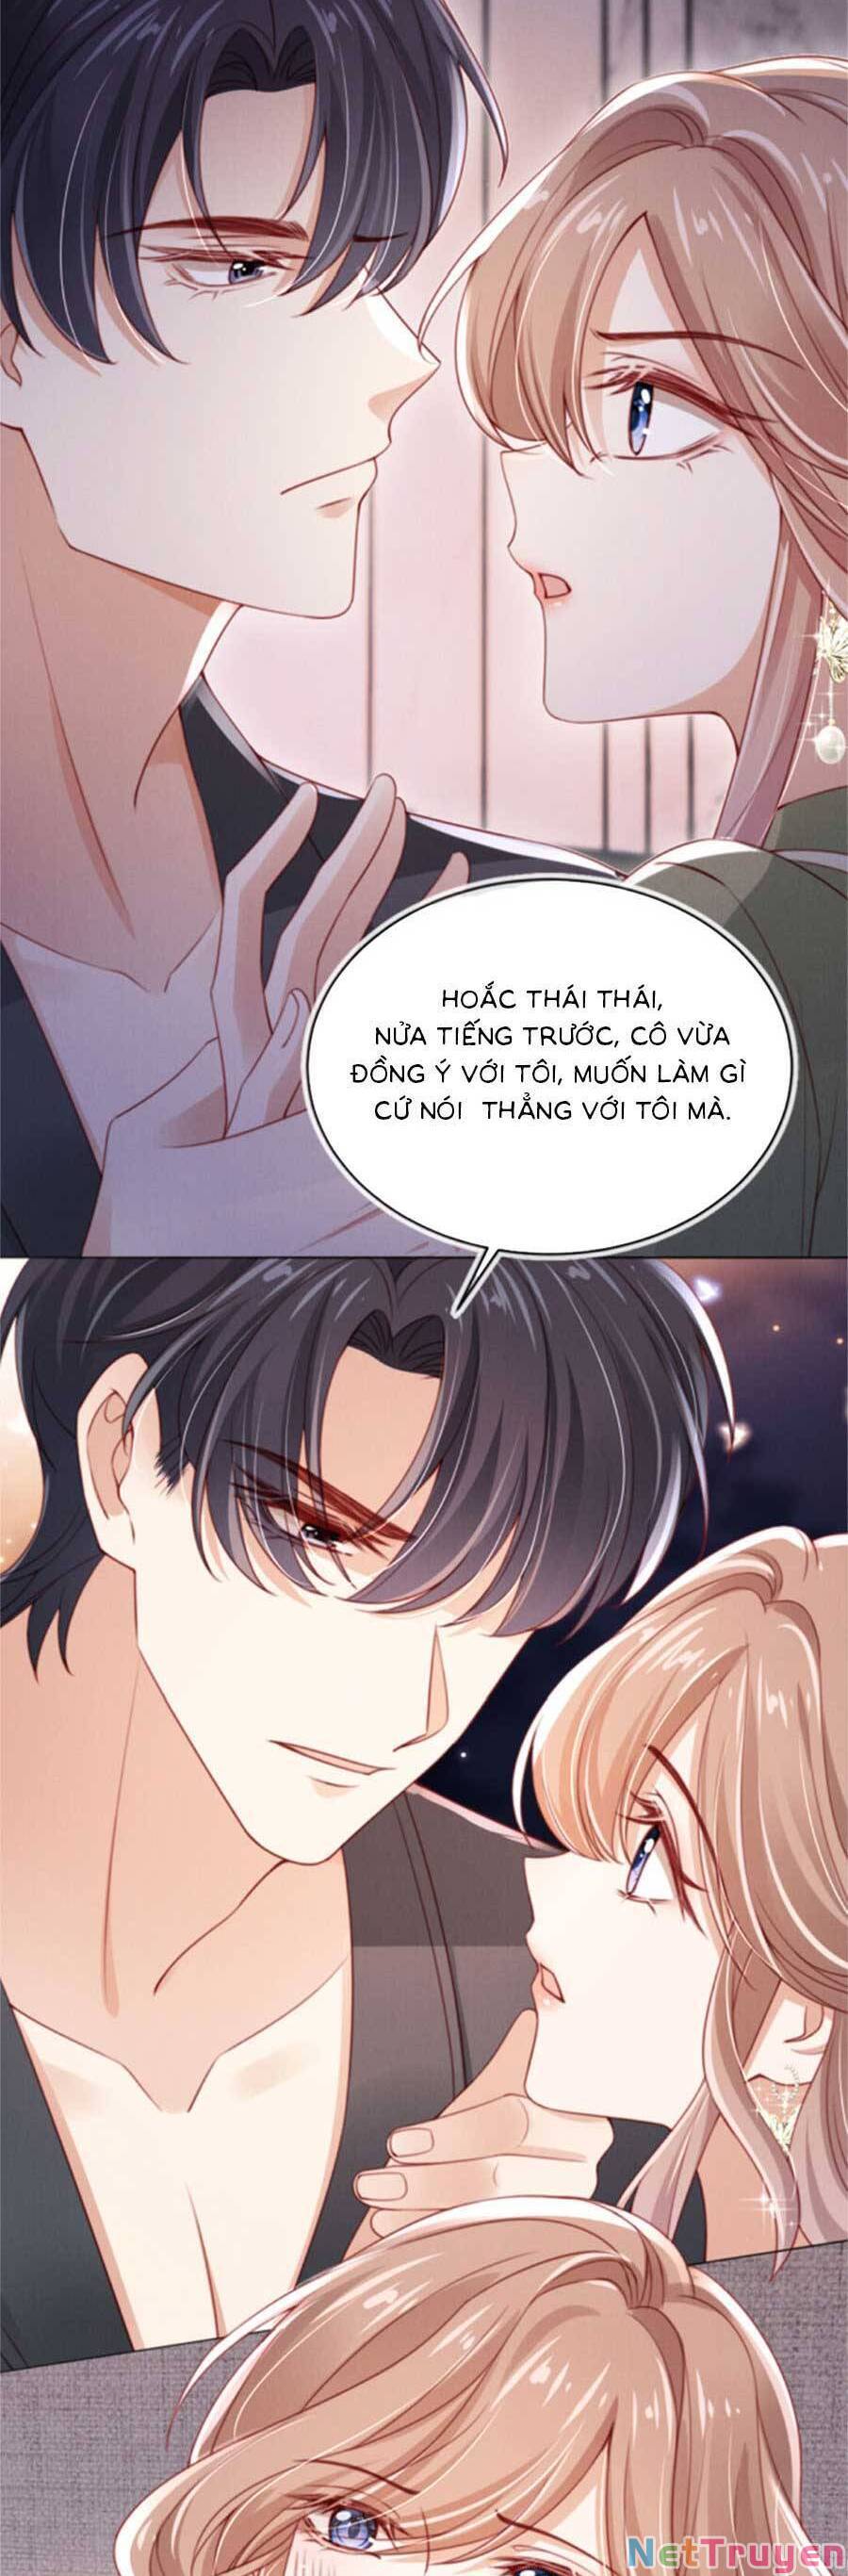 HOẮC THÁI THÁI,
NỬA TIẾNG TRƯỚC, CÔ VỪA
ĐỒNG Ý VỚI TÔI, MUỐN LÀM GÌ
CỨ NÓI THẲNG VỚI TÔI MÀ.
NetTruyen